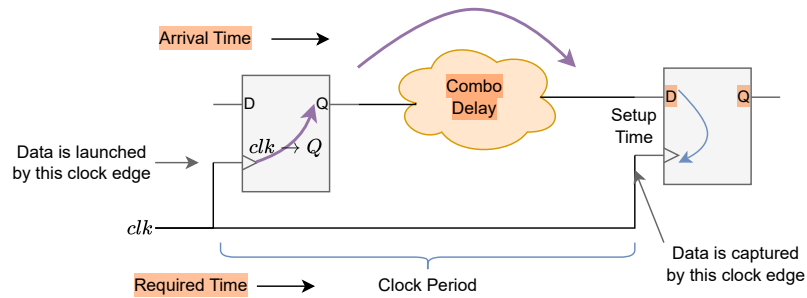 Arrival Time
Combo
Delay
D
Q
D
Q
Setup
Time
clk → Q
Data is launched
by this clock edge
clk
Data is captured
by this clock edge
Required Time
Clock Period